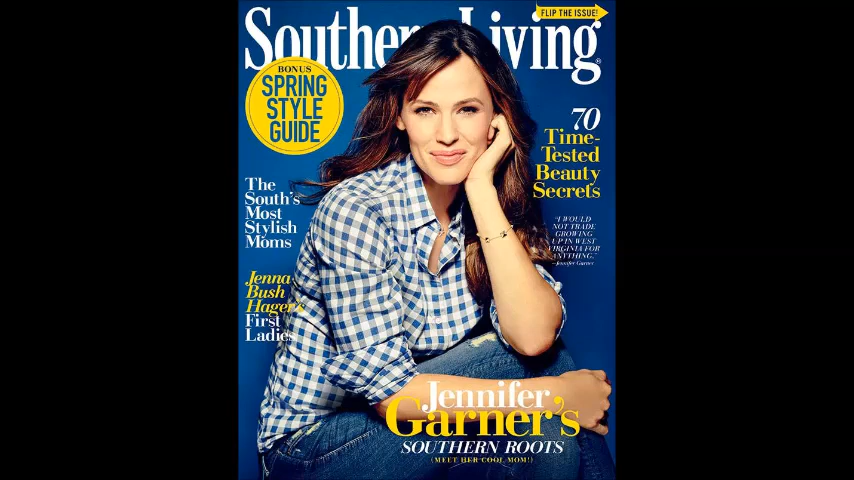 FLIP THE ISSUE!
Southern Living
BONUS
SPRING
STYLE
GUIDE
70
Time-
Tested
Beauty
Secrets
The
South's
Most
Stylish
Moms
"I WOULD
NOT TRADE
GROWING
UP IN WEST
VIRGINIA FOR
ANYTHING."
—Jennifer Garner
Jenna
Bush
Hager's
First
Ladies
Jennifer
Garner's
SOUTHERN ROOTS
(MEET HER COOL MOM!)